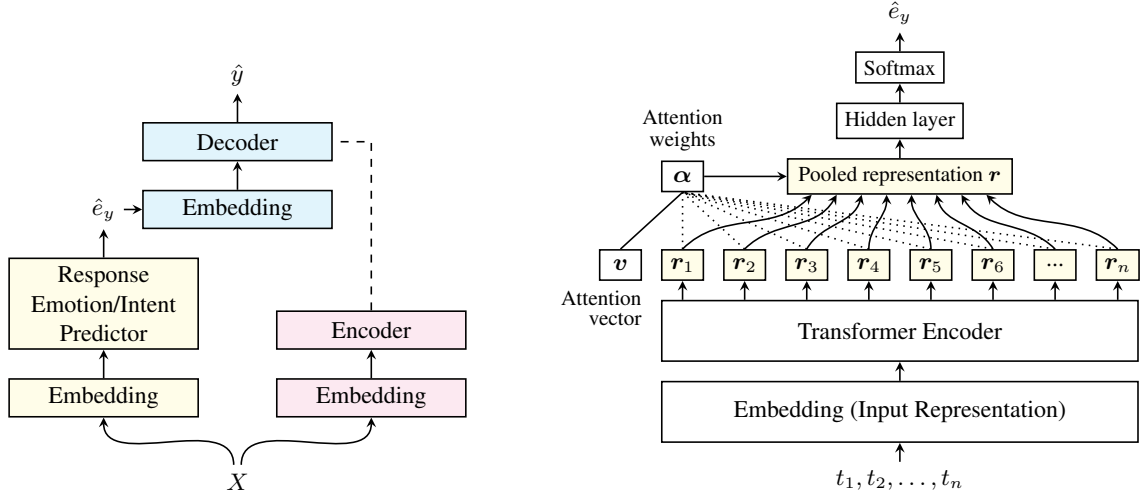 ŷ
Decoder
ê_y
Embedding
Response
Emotion/Intent
Predictor
Encoder
Embedding
Embedding
X
ê_y
Softmax
Hidden layer
Attention
weights
α
Pooled representation r
v
r_1
r_2
r_3
r_4
r_5
r_6
...
r_n
Attention
vector
Transformer Encoder
Embedding (Input Representation)
t_1, t_2, . . . , t_n